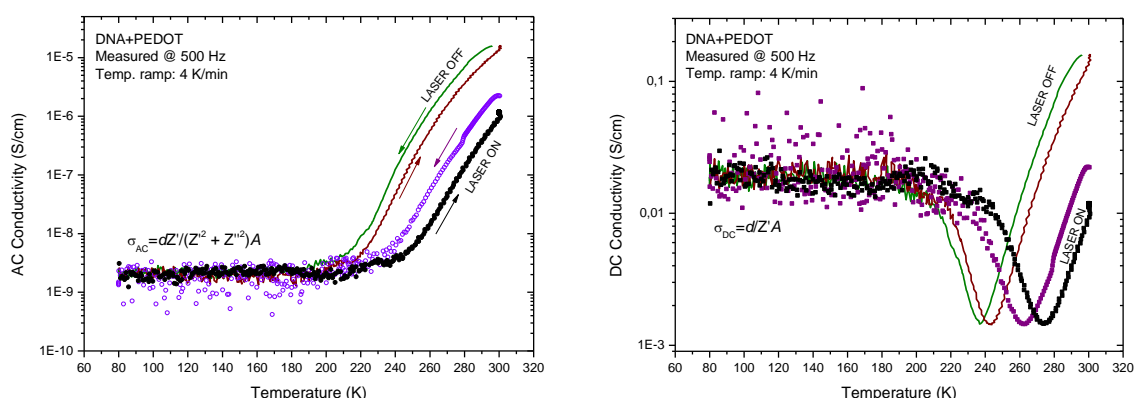 DNA+PEDOT
Measured @ 500 Hz
Temp. ramp: 4 K/min
LASER OFF
LASER ON
σAC=dZ'/(Z'² + Z''²)A
AC Conductivity (S/cm)
1E-5
1E-6
1E-7
1E-8
1E-9
1E-10
60 80 100 120 140 160 180 200 220 240 260 280 300 320
Temperature (K)
DNA+PEDOT
Measured @ 500 Hz
Temp. ramp: 4 K/min
LASER OFF
LASER ON
σDC=d/Z'A
DC Conductivity (S/cm)
0,1
0,01
1E-3
60 80 100 120 140 160 180 200 220 240 260 280 300 320
Temperature (K)